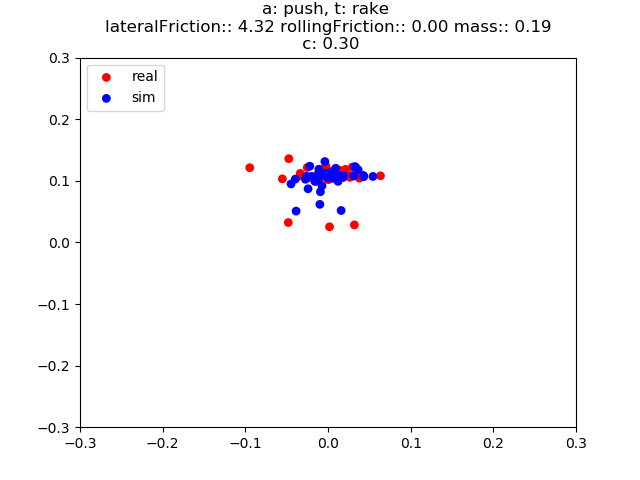 a: push, t: rake
lateralFriction:: 4.32 rollingFriction:: 0.00 mass:: 0.19
c: 0.30
real
sim
0.3
0.2
0.1
0.0
−0.1
−0.2
−0.3
−0.3 −0.2 −0.1 0.0 0.1 0.2 0.3